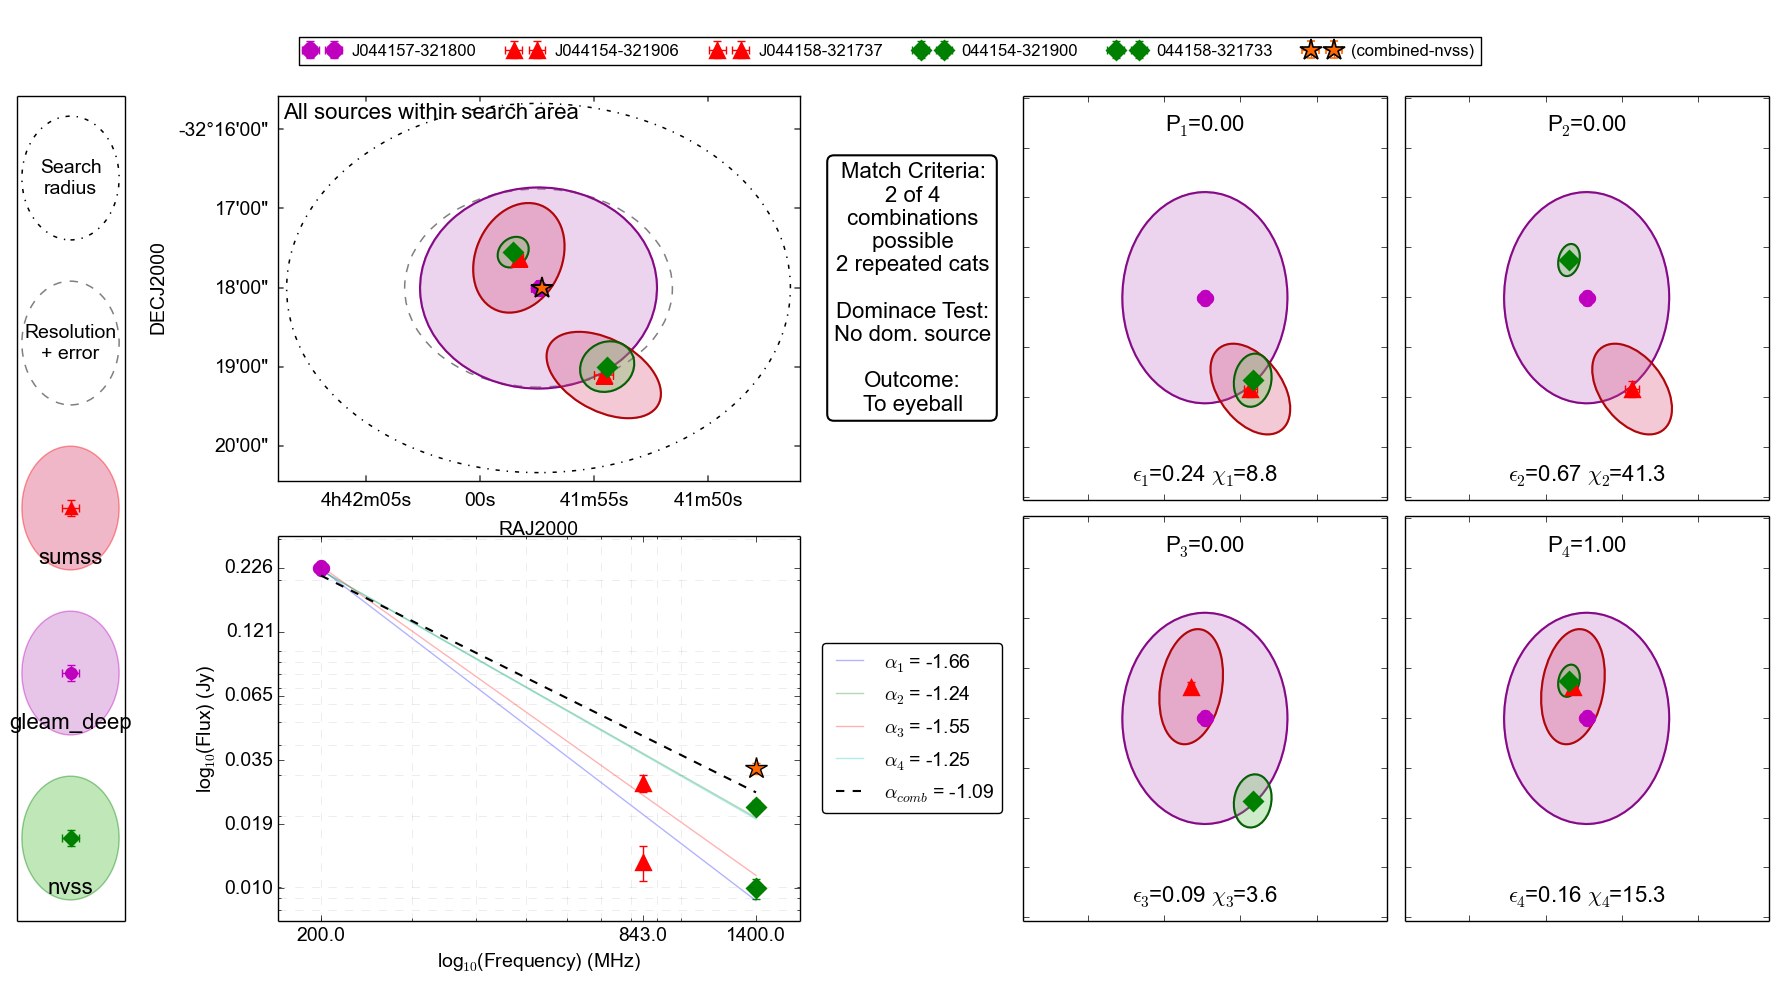 J044157-321800 J044154-321906 J044158-321737 044154-321900 044158-321733 (combined-nvss)
Search
radius
Resolution
+ error
sumss
gleam_deep
nvss
All sources within search area
DECJ2000
-32°16'00"
17'00"
18'00"
19'00"
20'00"
4h42m05s 00s 41m55s 41m50s
RAJ2000
Match Criteria:
2 of 4
combinations
possible
2 repeated cats
Dominace Test:
No dom. source
Outcome:
To eyeball
P₁=0.00
ϵ₁=0.24 χ₁=8.8
P₂=0.00
ϵ₂=0.67 χ₂=41.3
log₁₀(Flux) (Jy)
0.226
0.121
0.065
0.035
0.019
0.010
200.0 843.0 1400.0
log₁₀(Frequency) (MHz)
α₁ = -1.66
α₂ = -1.24
α₃ = -1.55
α₄ = -1.25
α_comb = -1.09
P₃=0.00
ϵ₃=0.09 χ₃=3.6
P₄=1.00
ϵ₄=0.16 χ₄=15.3